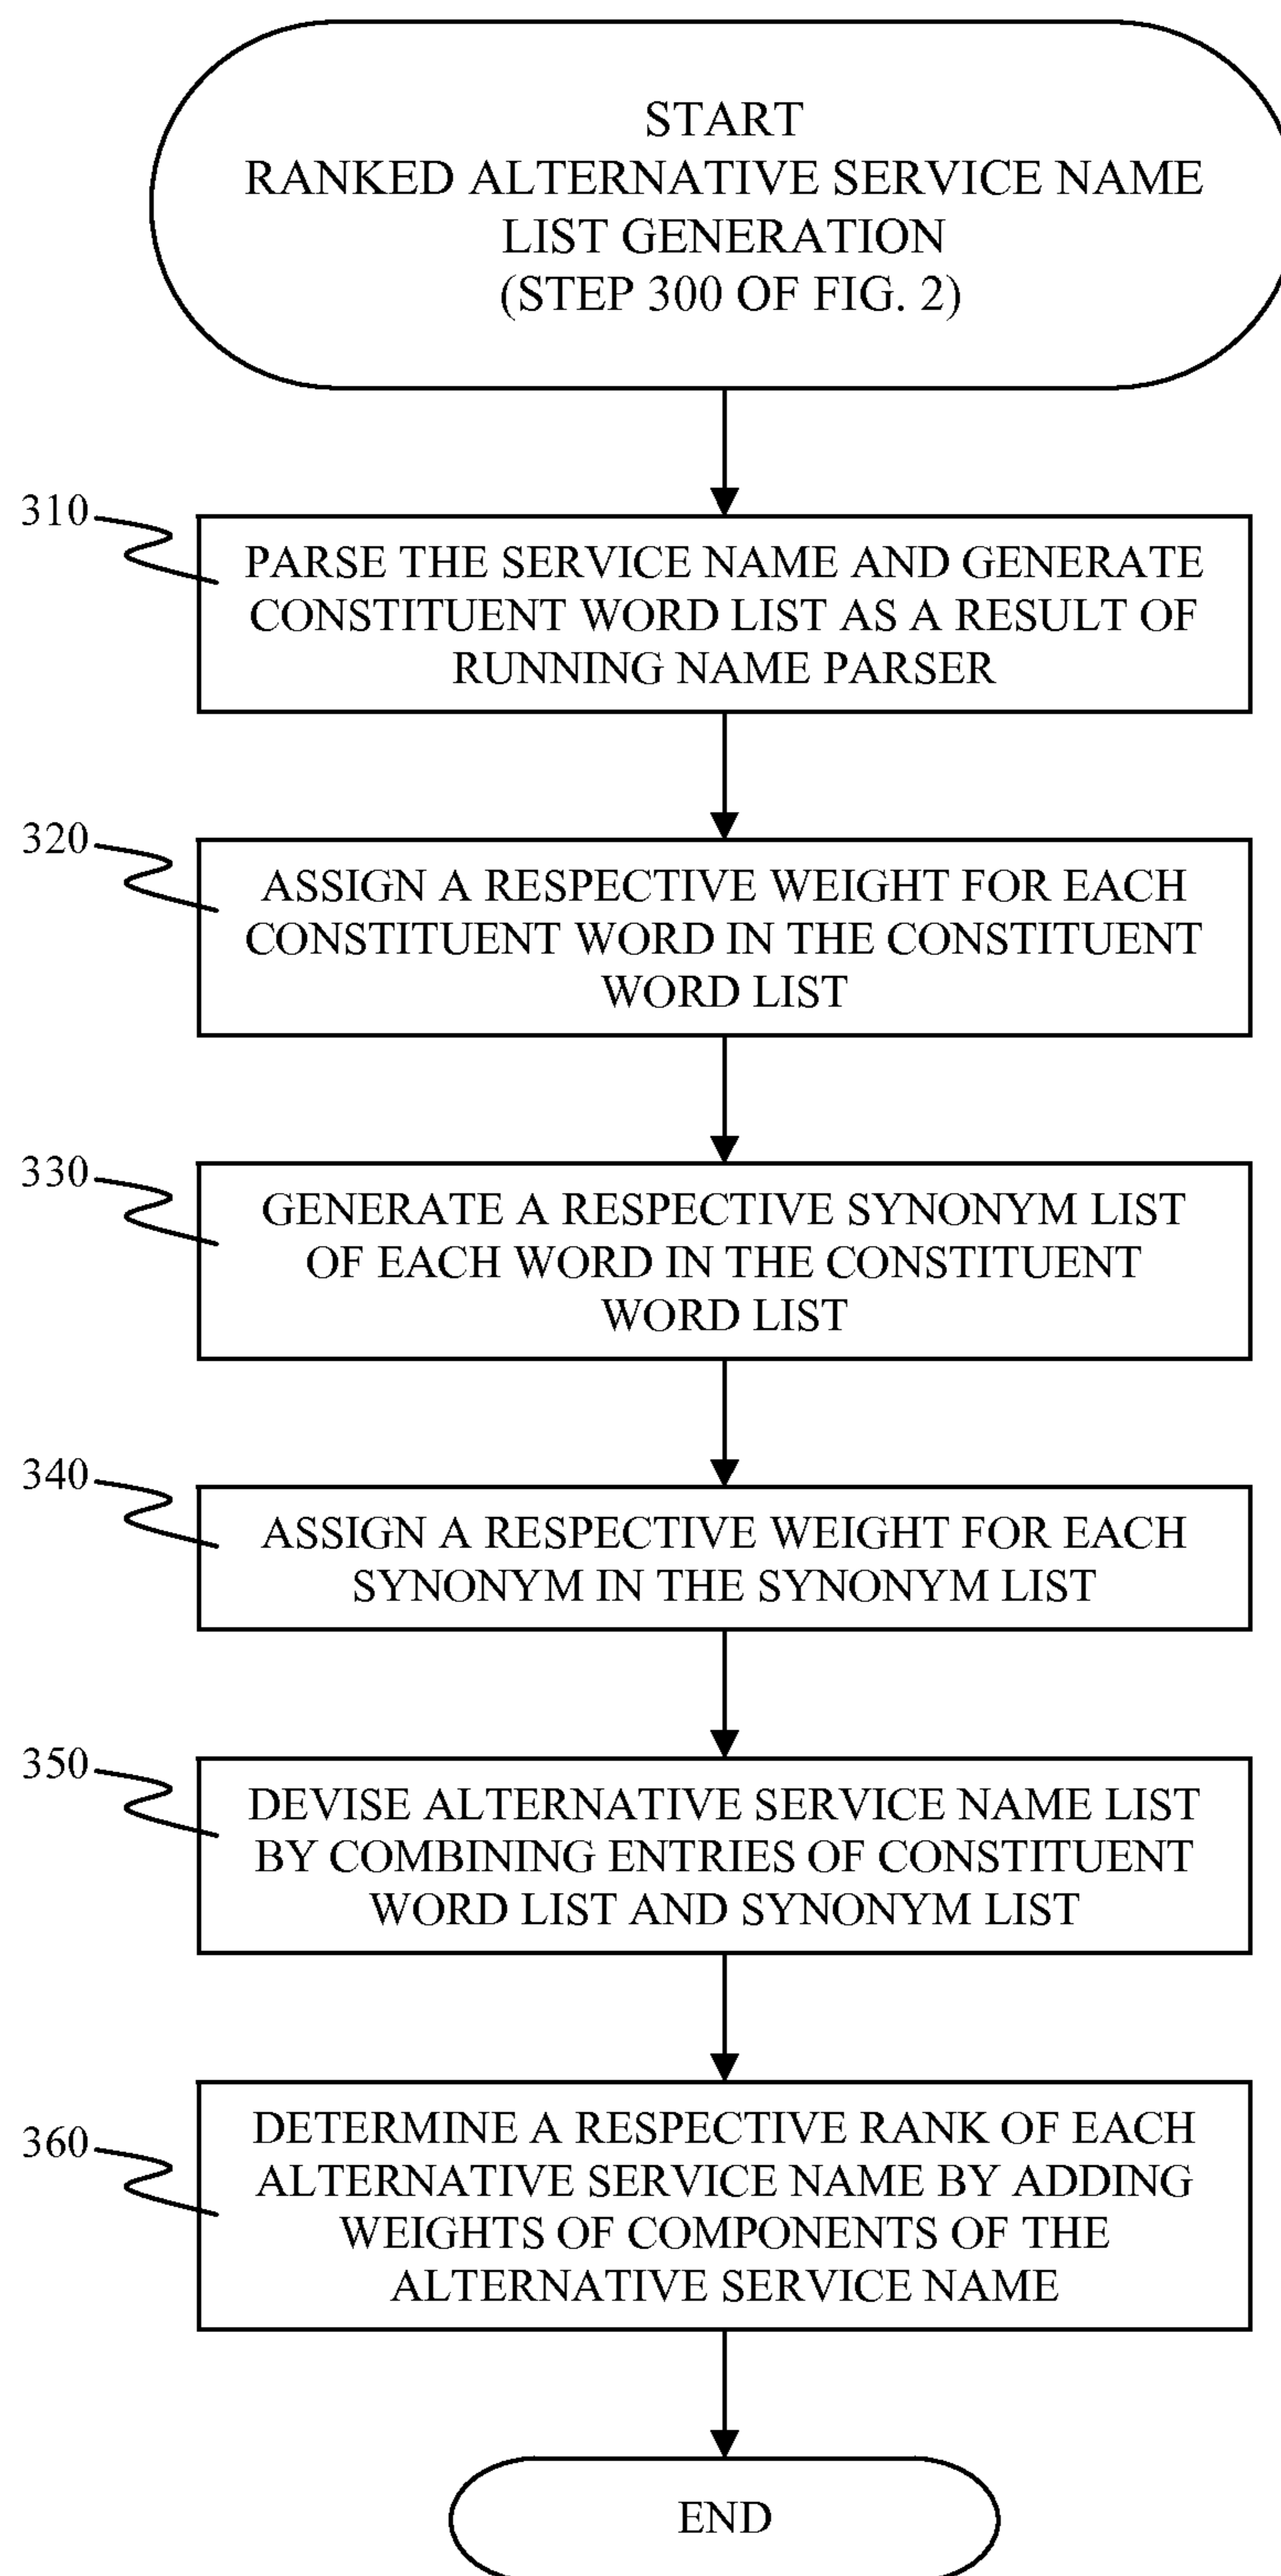 START
RANKED ALTERNATIVE SERVICE NAME
LIST GENERATION
(STEP 300 OF FIG. 2)
310
PARSE THE SERVICE NAME AND GENERATE
CONSTITUENT WORD LIST AS A RESULT OF
RUNNING NAME PARSER
320
ASSIGN A RESPECTIVE WEIGHT FOR EACH
CONSTITUENT WORD IN THE CONSTITUENT
WORD LIST
330
GENERATE A RESPECTIVE SYNONYM LIST
OF EACH WORD IN THE CONSTITUENT
WORD LIST
340
ASSIGN A RESPECTIVE WEIGHT FOR EACH
SYNONYM IN THE SYNONYM LIST
350
DEVISE ALTERNATIVE SERVICE NAME LIST
BY COMBINING ENTRIES OF CONSTITUENT
WORD LIST AND SYNONYM LIST
360
DETERMINE A RESPECTIVE RANK OF EACH
ALTERNATIVE SERVICE NAME BY ADDING
WEIGHTS OF COMPONENTS OF THE
ALTERNATIVE SERVICE NAME
END